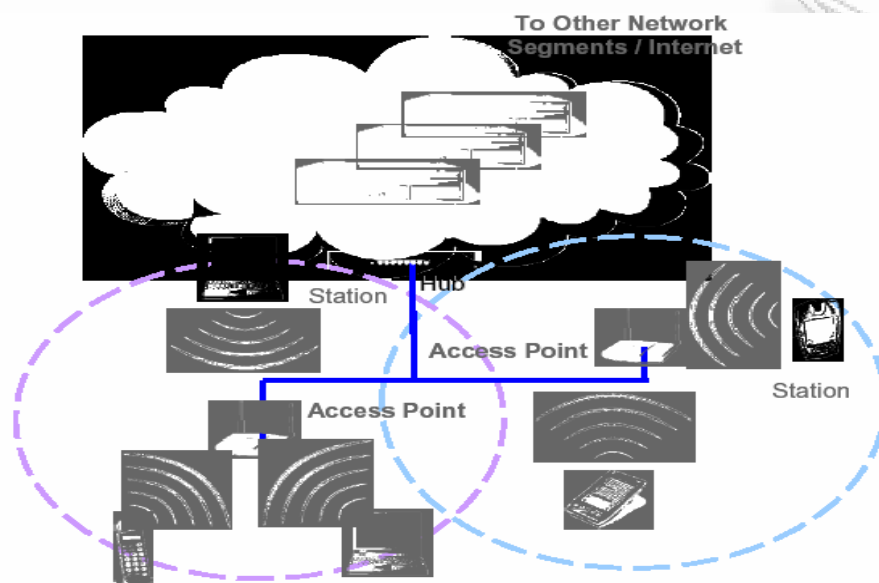 To Other Network
Segments / Internet
Hub
Station
Access Point
Station
Access Point